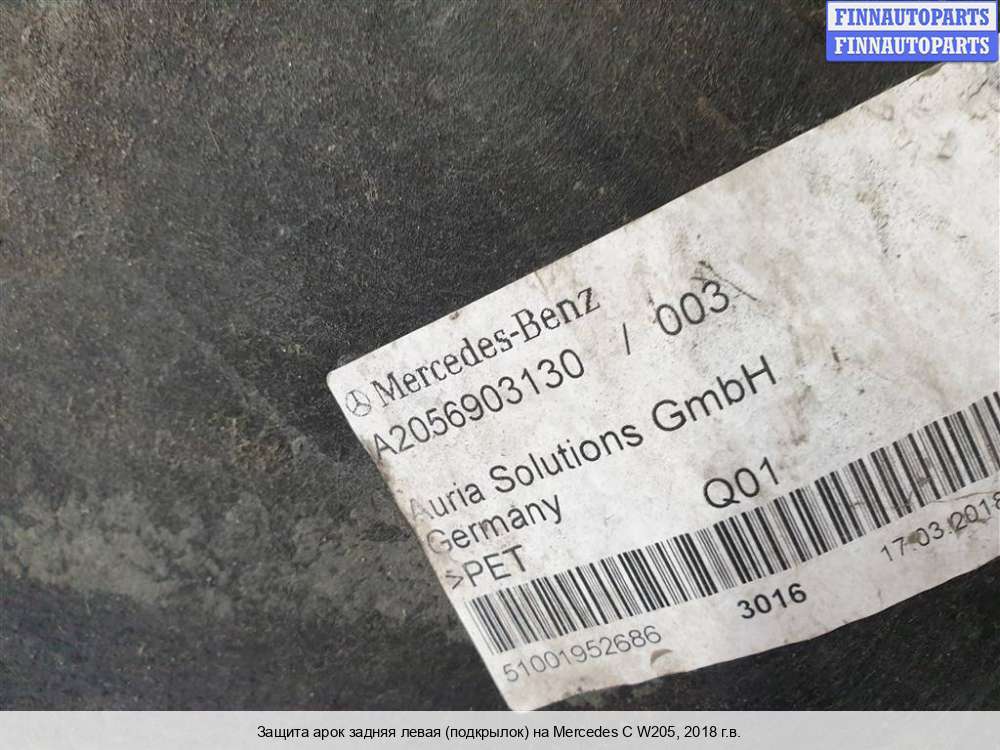 FINNAUTOPARTS
FINNAUTOPARTS
Mercedes-Benz
A2056903130 / 003
Auria Solutions GmbH
Germany Q01
>PET
51001952686 3016 17.03.2018
Защита арок задняя левая (подкрылок) на Mercedes C W205, 2018 г.в.